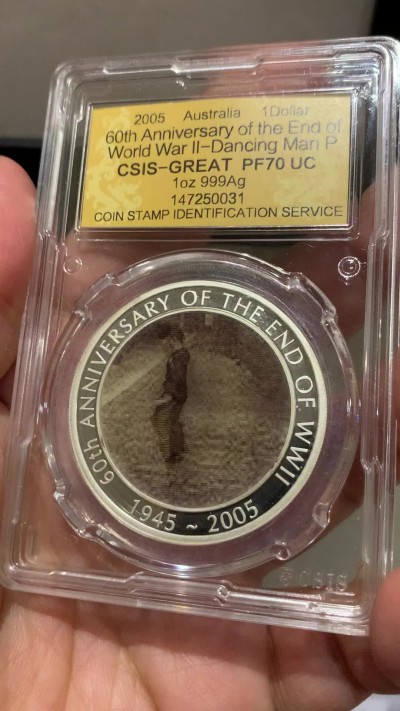 2005 Australia 1Dollar
60th Anniversary of the End of
World War II-Dancing Man P
CSIS-GREAT PF70 UC
1oz 999Ag
147250031
COIN STAMP IDENTIFICATION SERVICE
60th ANNIVERSARY OF THE END OF WWII
1945 ~ 2005
© CSIS